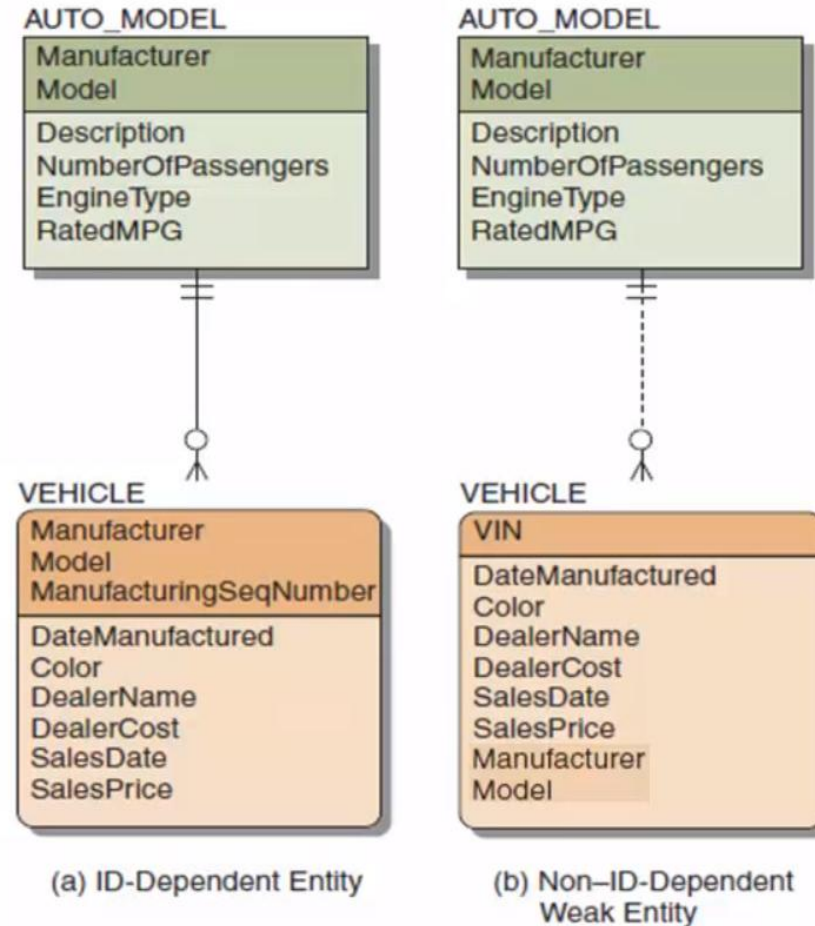 AUTO_MODEL
Manufacturer
Model
Description
NumberOfPassengers
EngineType
RatedMPG
VEHICLE
Manufacturer
Model
ManufacturingSeqNumber
DateManufactured
Color
DealerName
DealerCost
SalesDate
SalesPrice
(a) ID-Dependent Entity
AUTO_MODEL
Manufacturer
Model
Description
NumberOfPassengers
EngineType
RatedMPG
VEHICLE
VIN
DateManufactured
Color
DealerName
DealerCost
SalesDate
SalesPrice
Manufacturer
Model
(b) Non–ID-Dependent
Weak Entity